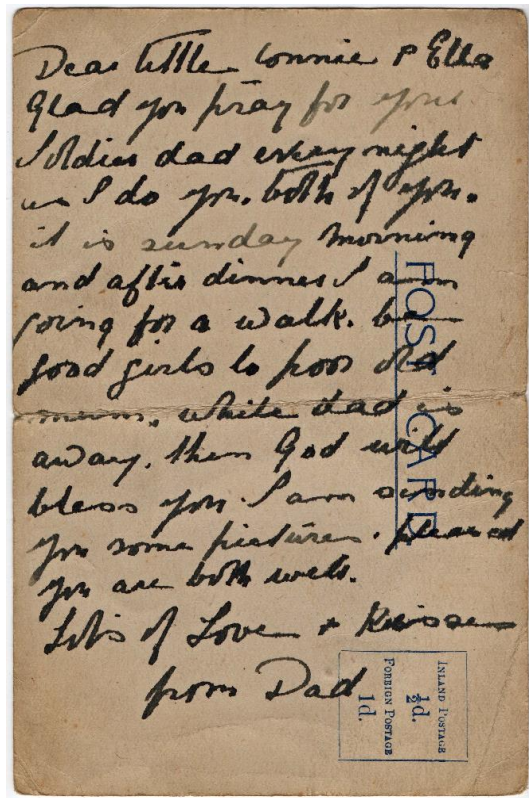 Dear little Connie & Ella
Glad you pray for your
Soldier dad every night
as I do you. both of you.
it is sunday morning
and after dinner I am
going for a walk. be
good girls to poor old
mum. while dad is
away. then God will
bless you. I am sending
you some pictures. pleased
you are both well.
Lots of Love & Kisses
from Dad
POST CARD
INLAND POSTAGE
½d.
FOREIGN POSTAGE
1d.